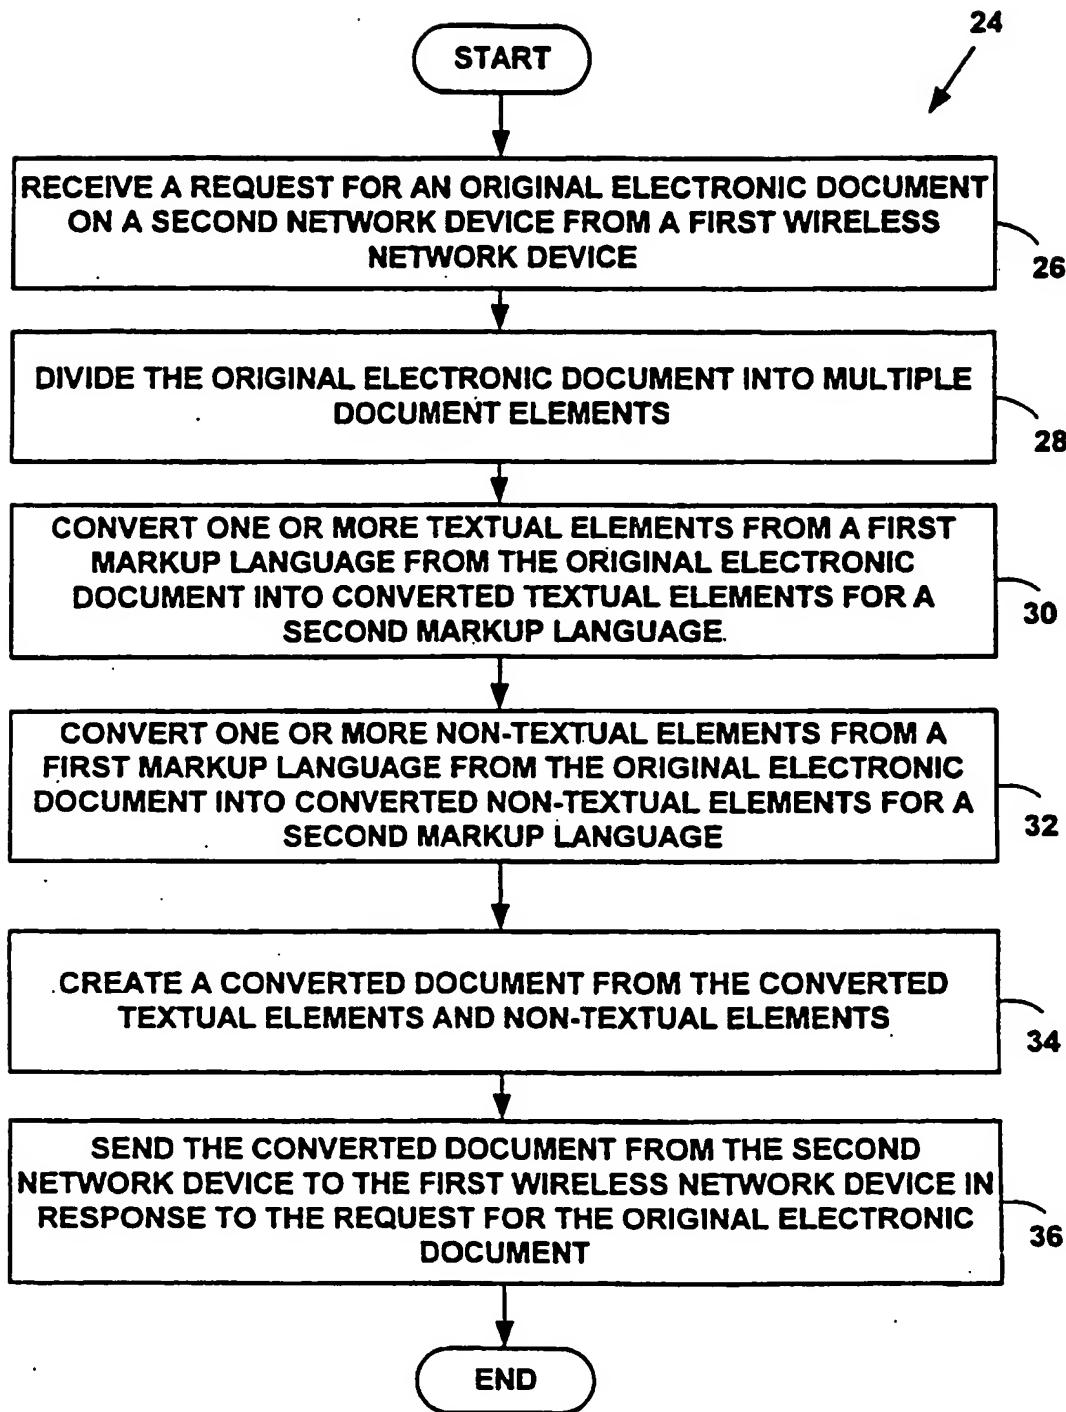 24
START
RECEIVE A REQUEST FOR AN ORIGINAL ELECTRONIC DOCUMENT
ON A SECOND NETWORK DEVICE FROM A FIRST WIRELESS
NETWORK DEVICE
26
DIVIDE THE ORIGINAL ELECTRONIC DOCUMENT INTO MULTIPLE
DOCUMENT ELEMENTS
28
CONVERT ONE OR MORE TEXTUAL ELEMENTS FROM A FIRST
MARKUP LANGUAGE FROM THE ORIGINAL ELECTRONIC
DOCUMENT INTO CONVERTED TEXTUAL ELEMENTS FOR A
SECOND MARKUP LANGUAGE.
30
CONVERT ONE OR MORE NON-TEXTUAL ELEMENTS FROM A
FIRST MARKUP LANGUAGE FROM THE ORIGINAL ELECTRONIC
DOCUMENT INTO CONVERTED NON-TEXTUAL ELEMENTS FOR A
SECOND MARKUP LANGUAGE
32
CREATE A CONVERTED DOCUMENT FROM THE CONVERTED
TEXTUAL ELEMENTS AND NON-TEXTUAL ELEMENTS
34
SEND THE CONVERTED DOCUMENT FROM THE SECOND
NETWORK DEVICE TO THE FIRST WIRELESS NETWORK DEVICE IN
RESPONSE TO THE REQUEST FOR THE ORIGINAL ELECTRONIC
DOCUMENT
36
END